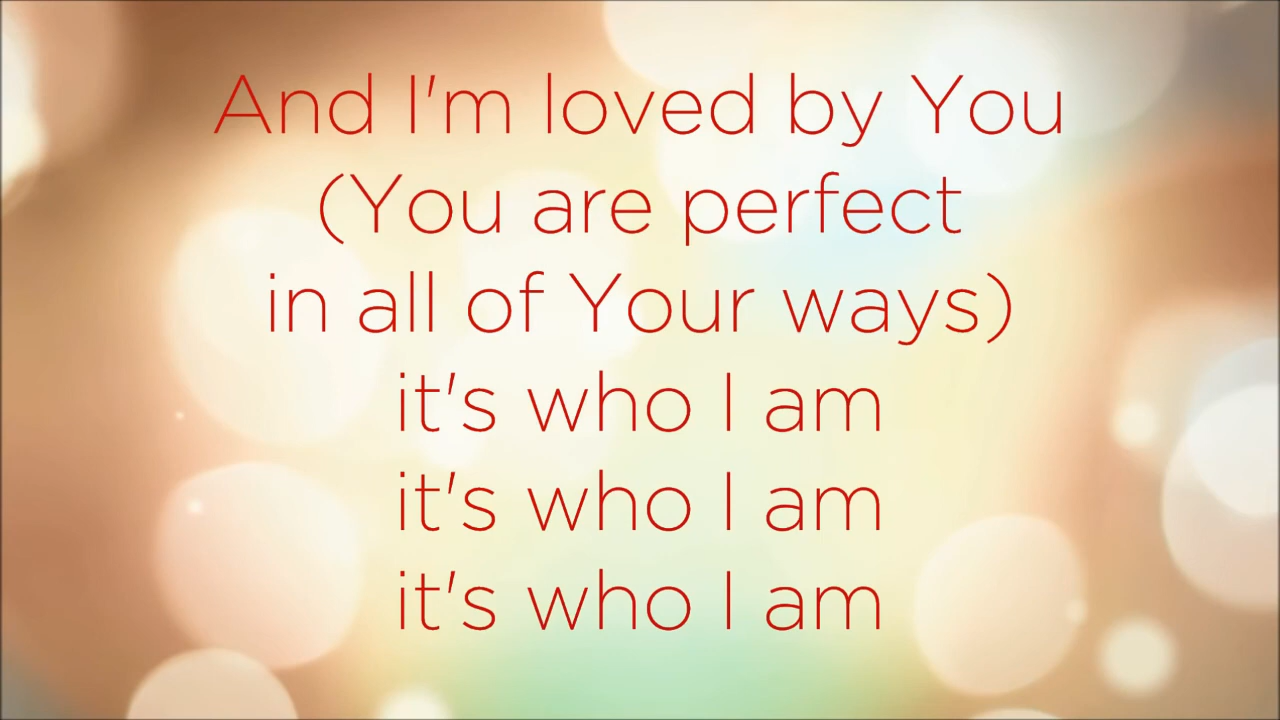 And I'm loved by You
(You are perfect
in all of Your ways)
it's who I am
it's who I am
it's who I am